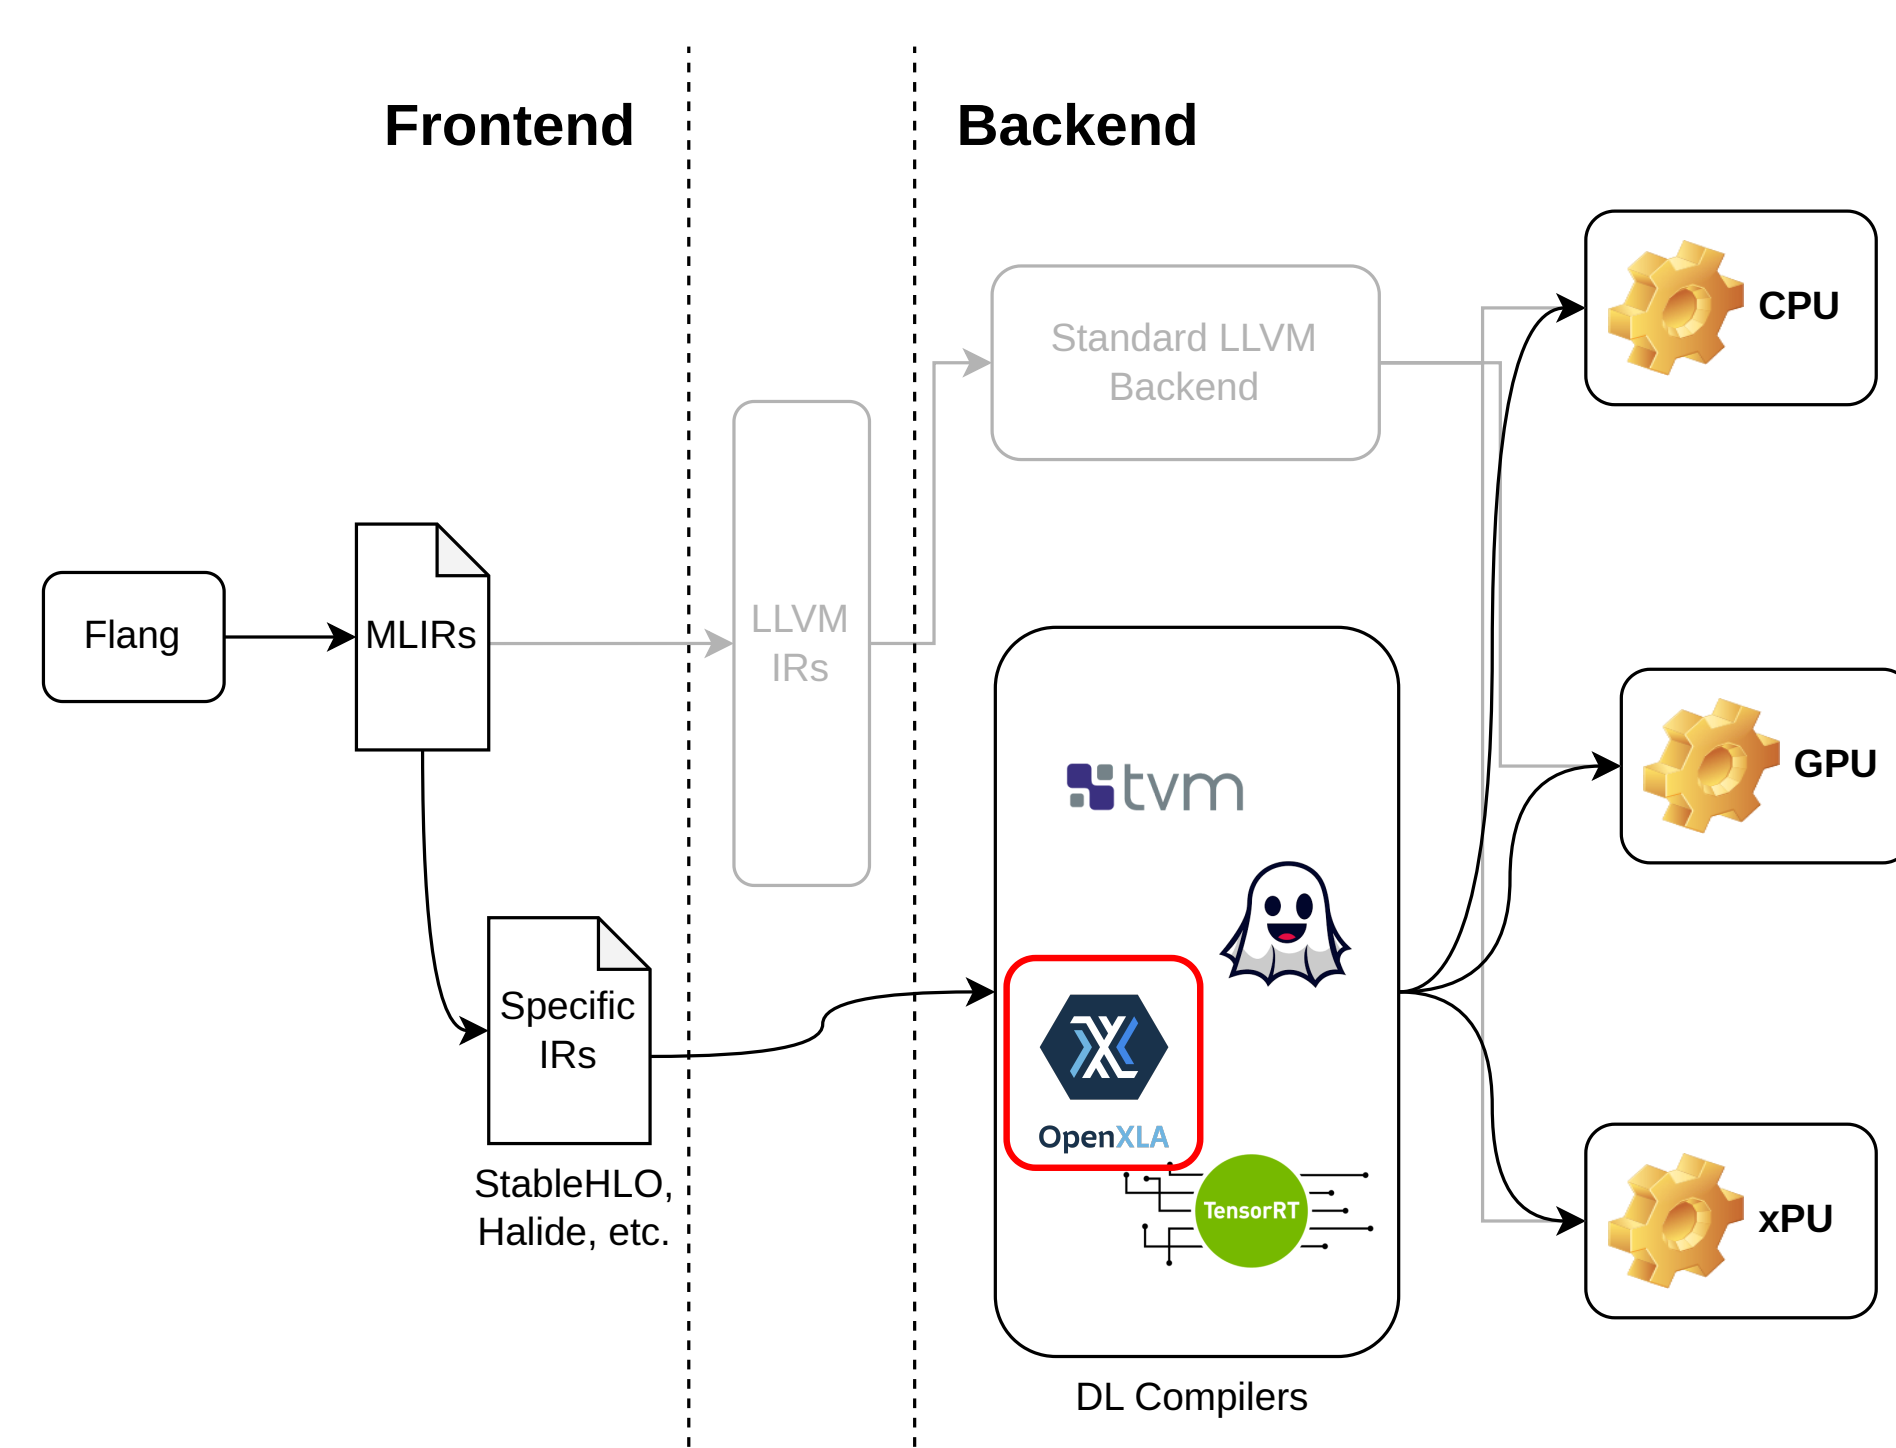 Frontend
Backend
CPU
Standard LLVM
Backend
Flang
MLIRs
LLVM
IRs
GPU
tvm
Specific
IRs
OpenXLA
StableHLO,
Halide, etc.
TensorRT
xPU
DL Compilers